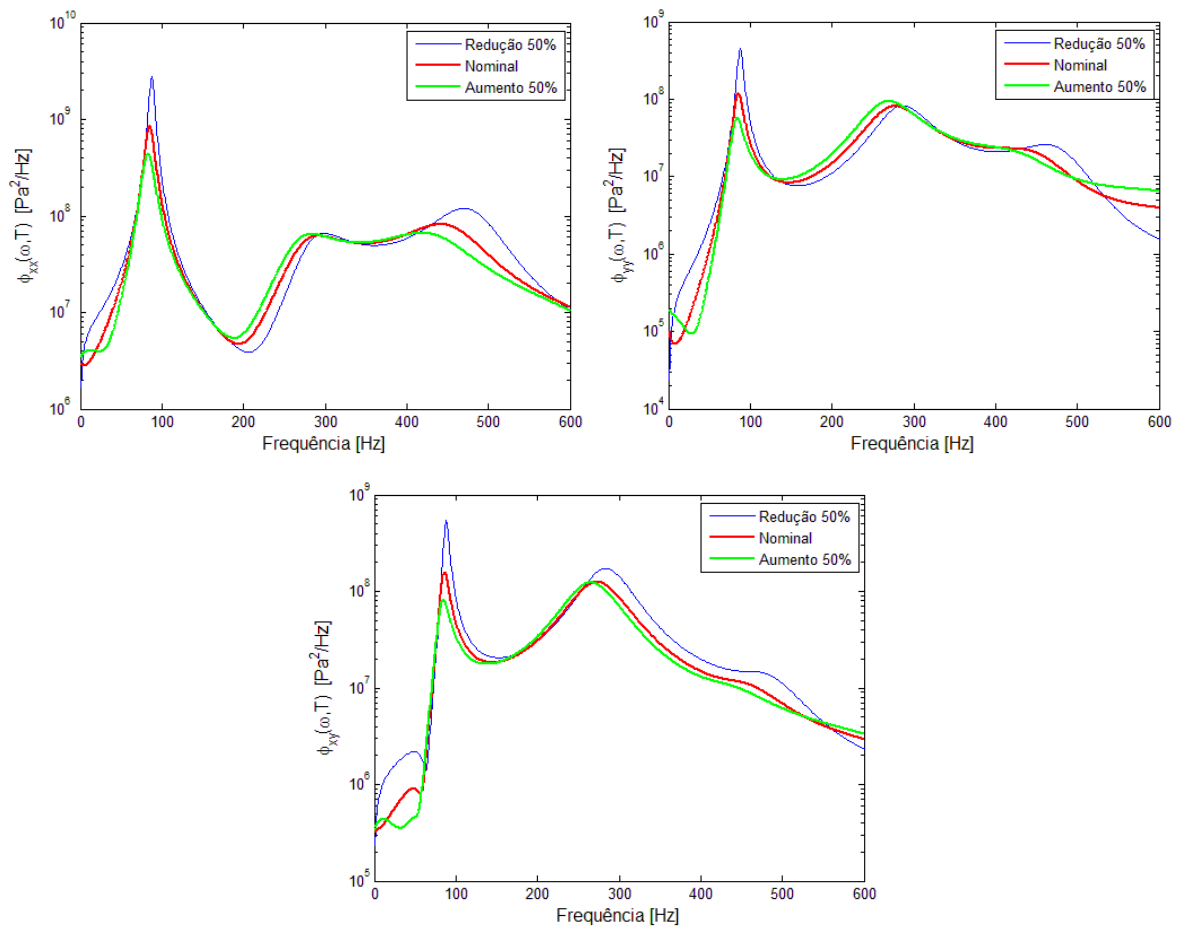 10^10
10^9
10^8
10^7
10^6
ϕxx(ω,T) [Pa²/Hz]
Redução 50%
Nominal
Aumento 50%
0 100 200 300 400 500 600
Frequência [Hz]
10^9
10^8
10^7
10^6
10^5
10^4
ϕyy(ω,T) [Pa²/Hz]
Redução 50%
Nominal
Aumento 50%
0 100 200 300 400 500 600
Frequência [Hz]
10^9
10^8
10^7
10^6
10^5
ϕxy(ω,T) [Pa²/Hz]
Redução 50%
Nominal
Aumento 50%
0 100 200 300 400 500 600
Frequência [Hz]